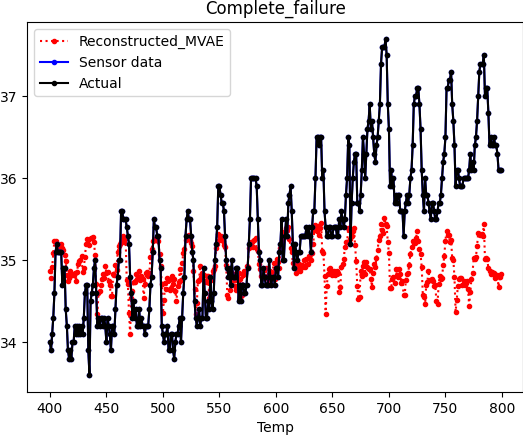 Complete_failure
Reconstructed_MVAE
Sensor data
Actual
37
36
35
34
400 450 500 550 600 650 700 750 800
Temp